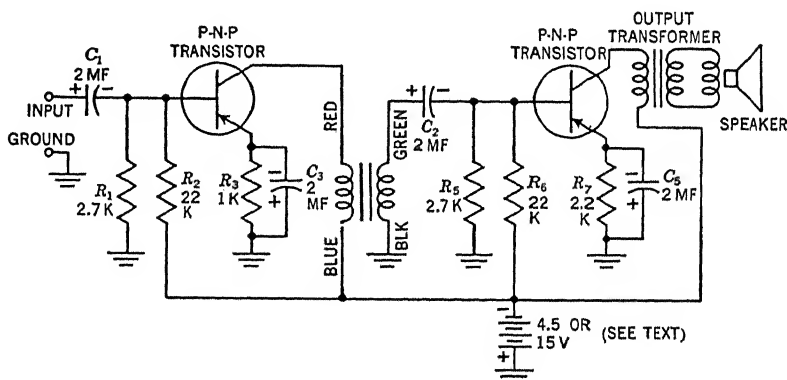 OUTPUT
TRANSFORMER
P-N-P
TRANSISTOR
P-N-P
TRANSISTOR
C1
2 MF
+ -
INPUT
GROUND
RED
GREEN
+ -
C2
2 MF
SPEAKER
R1
2.7 K
R2
22
K
R3
1K
-
+
C3
2
MF
BLUE
BLK
R5
2.7 K
R6
22
K
R7
2.2
K
-
+
C5
2 MF
-
+
4.5 OR
15 V
(SEE TEXT)